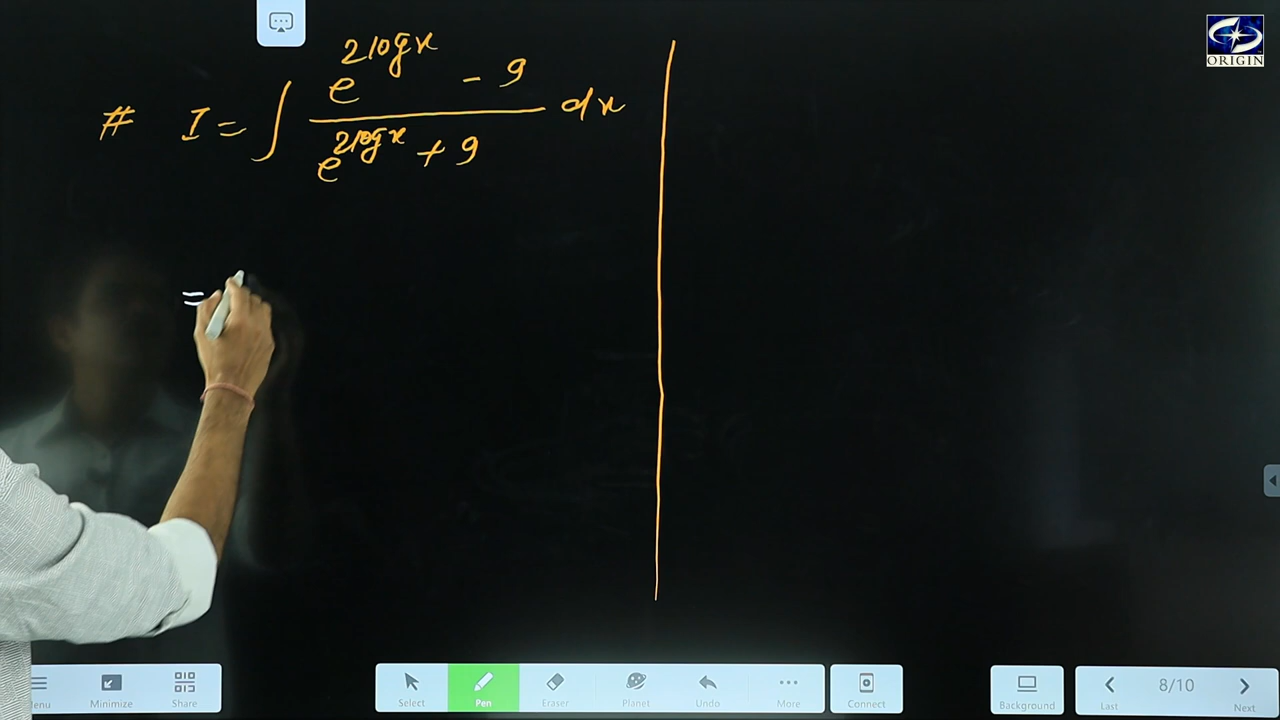 # I = ∫ (e^{2logx} - 9)/(e^{2logx} + 9) dx
=
ORIGIN
Minimize
Share
Select
Pen
Eraser
Planet
Undo
More
Connect
Background
Last
8/10
Next